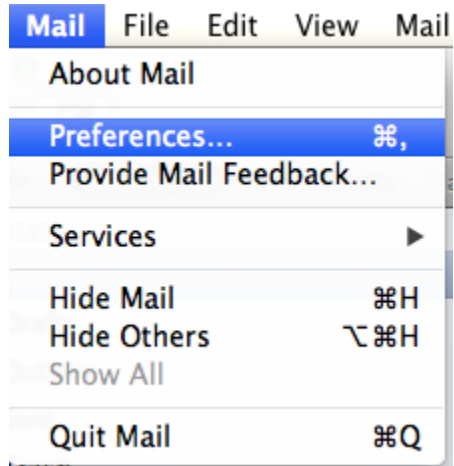 Mail File Edit View Mail
About Mail
Preferences... ⌘,
Provide Mail Feedback...
Services ▶
Hide Mail ⌘H
Hide Others ⌥⌘H
Show All
Quit Mail ⌘Q